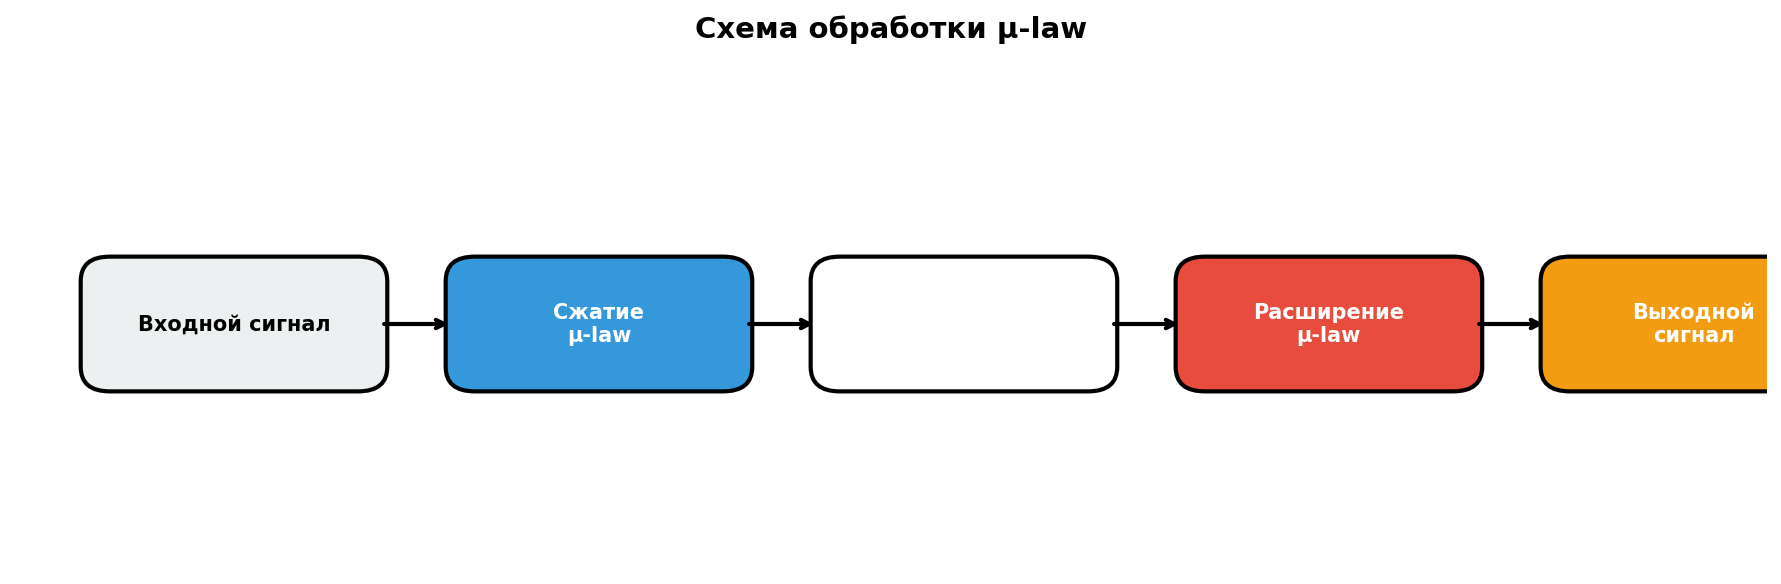 Схема обработки μ-law
Входной сигнал
Сжатие
μ-law
Расширение
μ-law
Выходной
сигнал